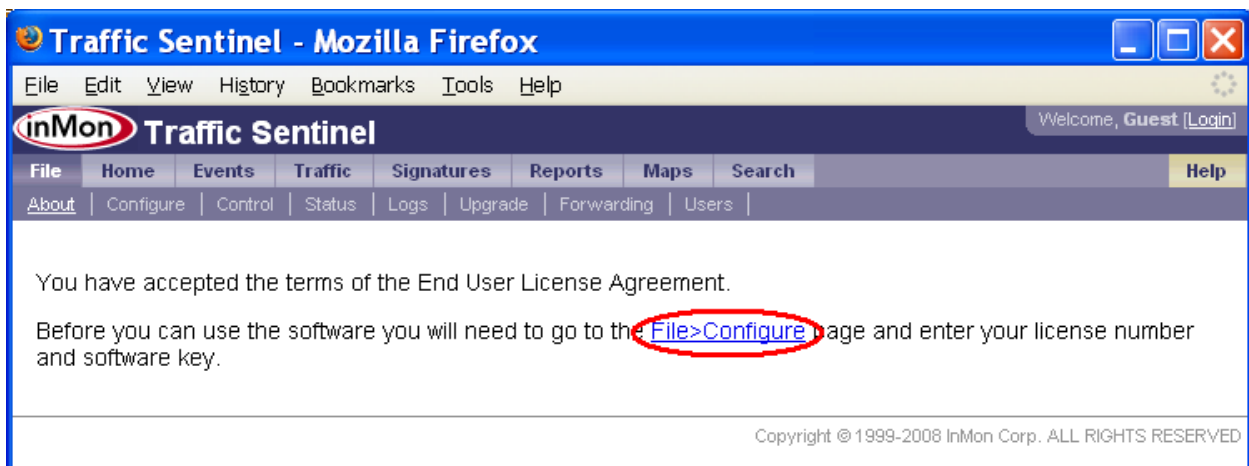 Traffic Sentinel - Mozilla Firefox
File Edit View History Bookmarks Tools Help
inMon Traffic Sentinel
Welcome, Guest [Login]
File Home Events Traffic Signatures Reports Maps Search Help
About | Configure | Control | Status | Logs | Upgrade | Forwarding | Users |
You have accepted the terms of the End User License Agreement.
Before you can use the software you will need to go to the File>Configure page and enter your license number
and software key.
Copyright © 1999-2008 InMon Corp. ALL RIGHTS RESERVED